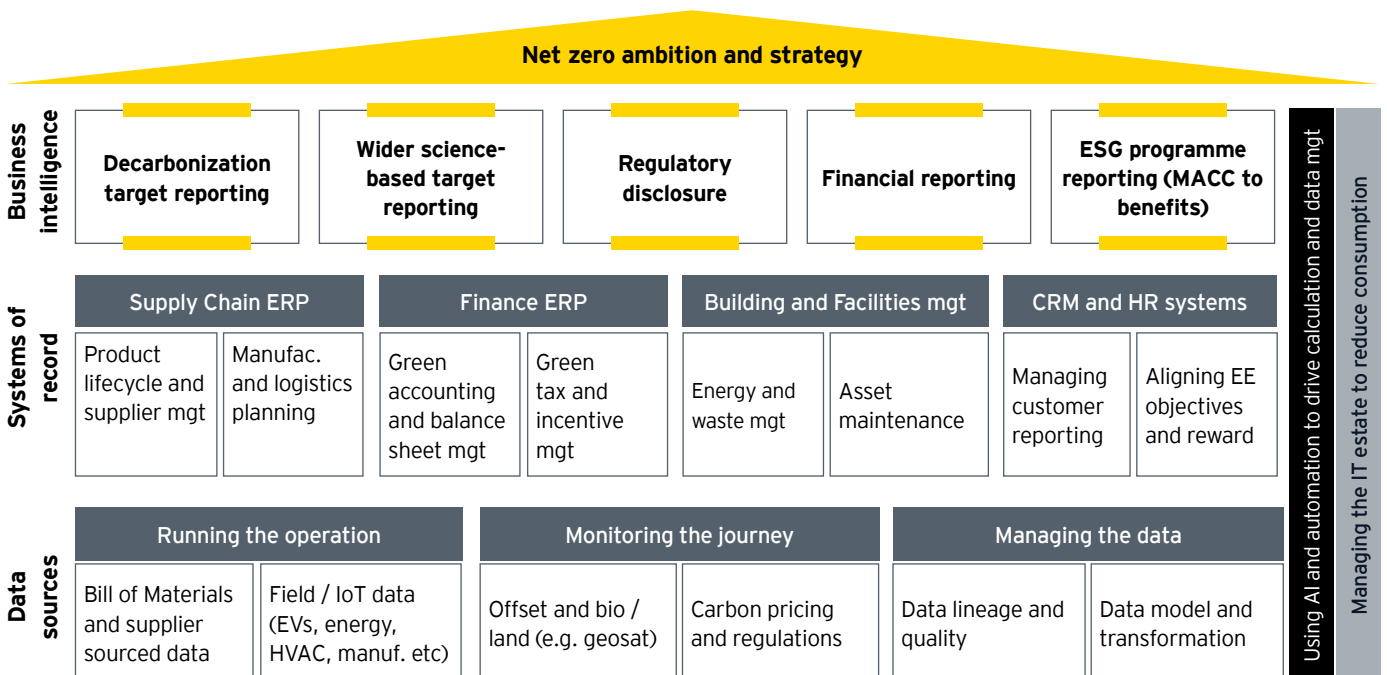 Net zero ambition and strategy
Business
intelligence
Decarbonization
target reporting
Wider science-
based target
reporting
Regulatory
disclosure
Financial reporting
ESG programme
reporting (MACC to
benefits)
Systems of
record
Supply Chain ERP
Product
lifecycle and
supplier mgt
Manufac.
and logistics
planning
Finance ERP
Green
accounting
and balance
sheet mgt
Green
tax and
incentive
mgt
Building and Facilities mgt
Energy and
waste mgt
Asset
maintenance
CRM and HR systems
Managing
customer
reporting
Aligning EE
objectives
and reward
Data
sources
Running the operation
Bill of Materials
and supplier
sourced data
Field / IoT data
(EVs, energy,
HVAC, manuf. etc)
Monitoring the journey
Offset and bio /
land (e.g. geosat)
Carbon pricing
and regulations
Managing the data
Data lineage and
quality
Data model and
transformation
Using AI and automation to drive calculation and data mgt
Managing the IT estate to reduce consumption